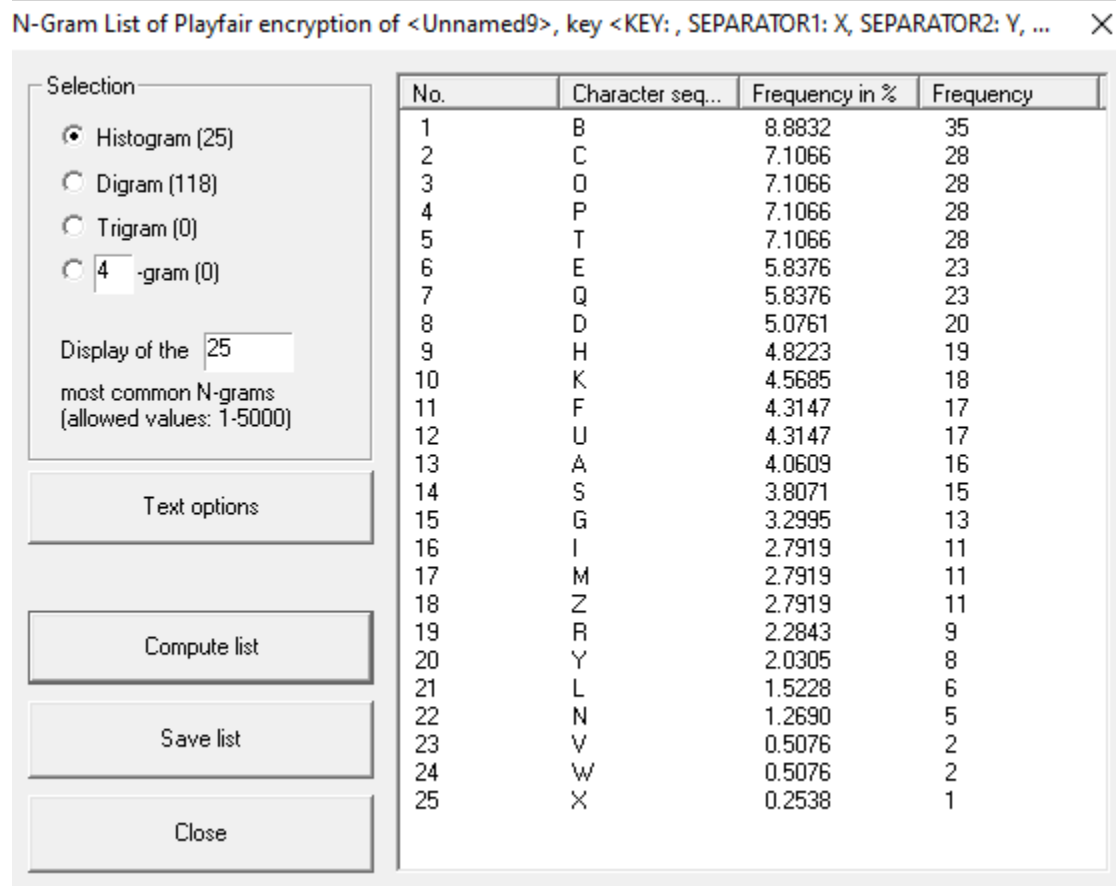 N-Gram List of Playfair encryption of <Unnamed9>, key <KEY: , SEPARATOR1: X, SEPARATOR2: Y, ...
Selection
Histogram (25)
Digram (118)
Trigram (0)
4 -gram (0)
Display of the 25
most common N-grams
(allowed values: 1-5000)
Text options
Compute list
Save list
Close
No. Character seq... Frequency in % Frequency
1 B 8.8832 35
2 C 7.1066 28
3 O 7.1066 28
4 P 7.1066 28
5 T 7.1066 28
6 E 5.8376 23
7 Q 5.8376 23
8 D 5.0761 20
9 H 4.8223 19
10 K 4.5685 18
11 F 4.3147 17
12 U 4.3147 17
13 A 4.0609 16
14 S 3.8071 15
15 G 3.2995 13
16 I 2.7919 11
17 M 2.7919 11
18 Z 2.7919 11
19 R 2.2843 9
20 Y 2.0305 8
21 L 1.5228 6
22 N 1.2690 5
23 V 0.5076 2
24 W 0.5076 2
25 X 0.2538 1